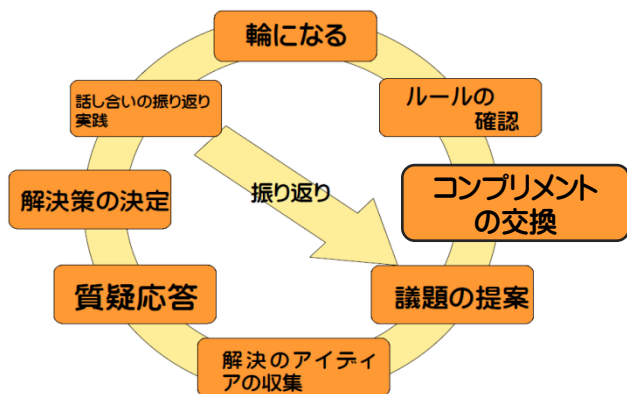 輪になる
ルールの
確認
コンプリメント
の交換
議題の提案
解決のアイディ
アの収集
質疑応答
解決策の決定
話し合いの振り返り
実践
振り返り